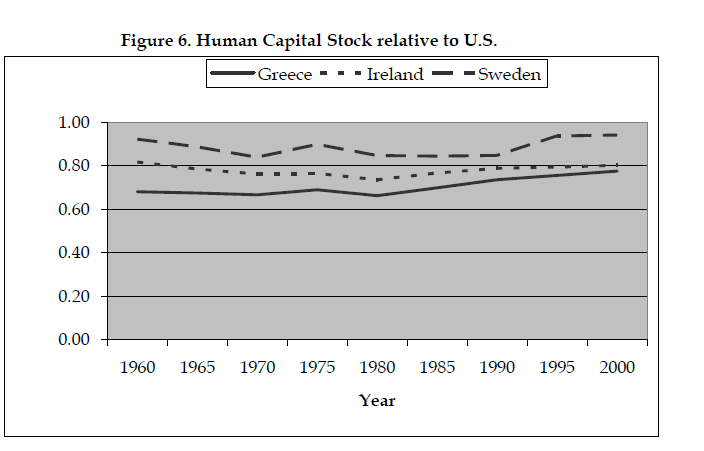 Figure 6. Human Capital Stock relative to U.S.
Greece Ireland Sweden
1.00
0.80
0.60
0.40
0.20
0.00
1960 1965 1970 1975 1980 1985 1990 1995 2000
Year